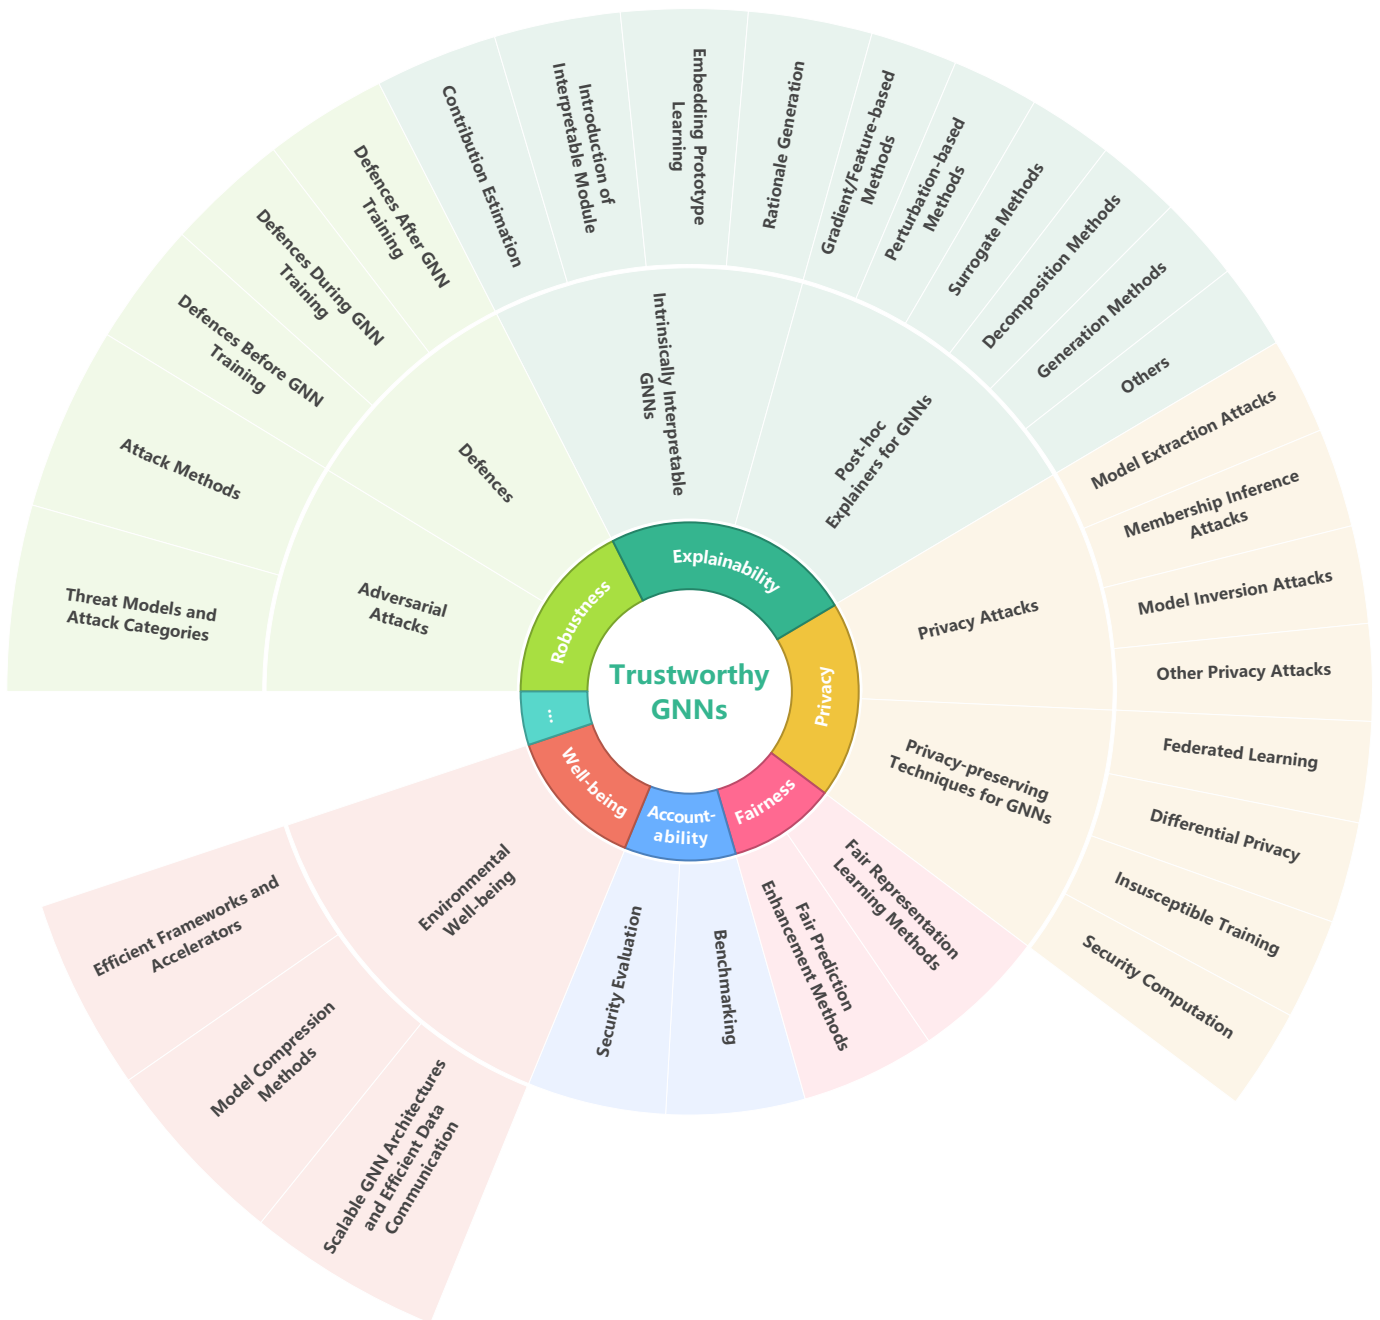 Trustworthy
GNNs
Explainability
Privacy
Fairness
Account-
ability
Well-being
...
Robustness
Intrinsically Interpretable
GNNs
Post-hoc
Explainers for GNNs
Contribution Estimation
Introduction of
Interpretable Module
Embedding Prototype
Learning
Rationale Generation
Gradient/Feature-based
Methods
Perturbation-based
Methods
Surrogate Methods
Decomposition Methods
Generation Methods
Others
Privacy Attacks
Privacy-preserving
Techniques for GNNs
Model Extraction Attacks
Membership Inference
Attacks
Model Inversion Attacks
Other Privacy Attacks
Federated Learning
Differential Privacy
Insusceptible Training
Security Computation
Fair Representation
Learning Methods
Fair Prediction
Enhancement Methods
Benchmarking
Security Evaluation
Environmental
Well-being
Scalable GNN Architectures
and Efficient Data
Communication
Model Compression
Methods
Efficient Frameworks and
Accelerators
Adversarial
Attacks
Defences
Threat Models and
Attack Categories
Attack Methods
Defences Before GNN
Training
Defences During GNN
Training
Defences After GNN
Training